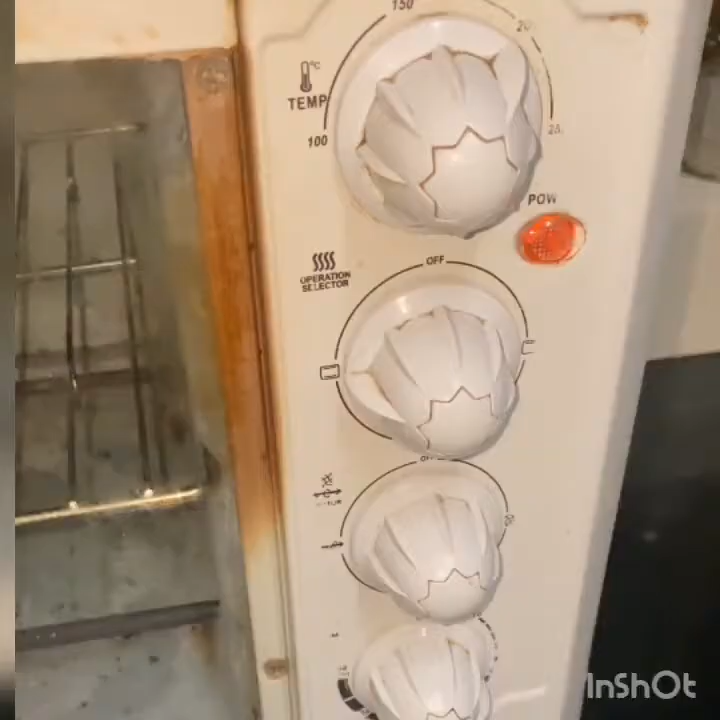 150
°C
TEMP
100
POW
OFF
OPERATION
SELECTOR
InShOt